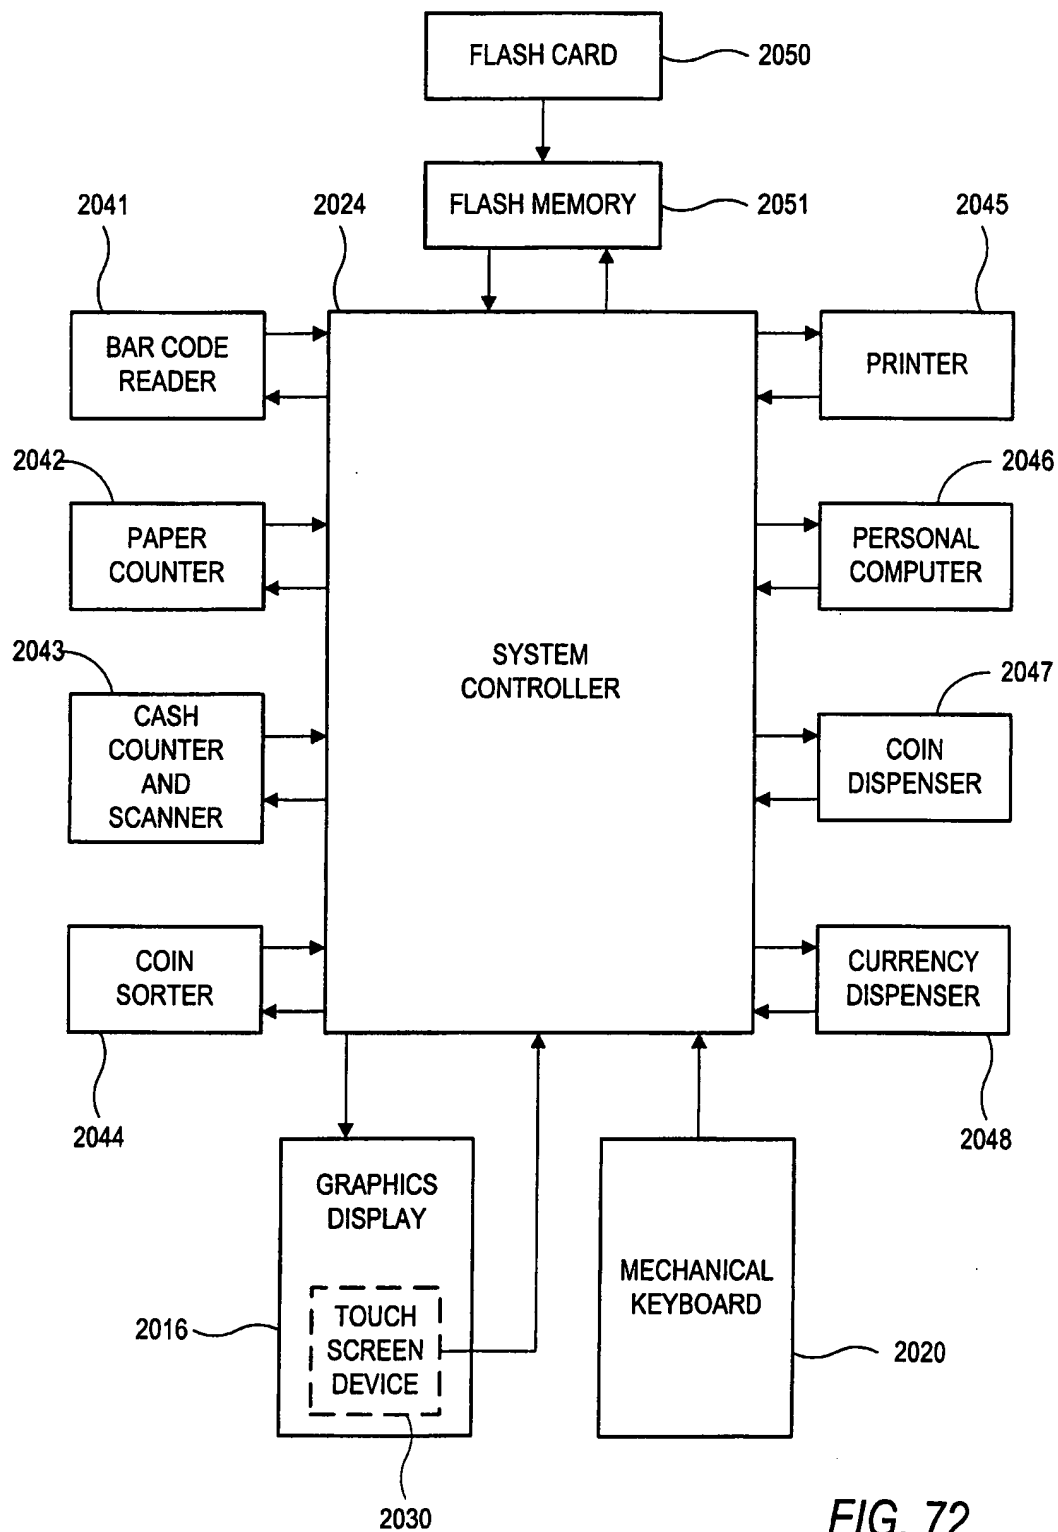 FLASH CARD
2050
FLASH MEMORY
2051
2041
2024
2045
BAR CODE
READER
PRINTER
2042
2046
PAPER
COUNTER
PERSONAL
COMPUTER
2043
2047
SYSTEM
CONTROLLER
CASH
COUNTER
AND
SCANNER
COIN
DISPENSER
COIN
SORTER
CURRENCY
DISPENSER
2044
2048
GRAPHICS
DISPLAY
MECHANICAL
KEYBOARD
TOUCH
SCREEN
DEVICE
2016
2020
2030
FIG. 72